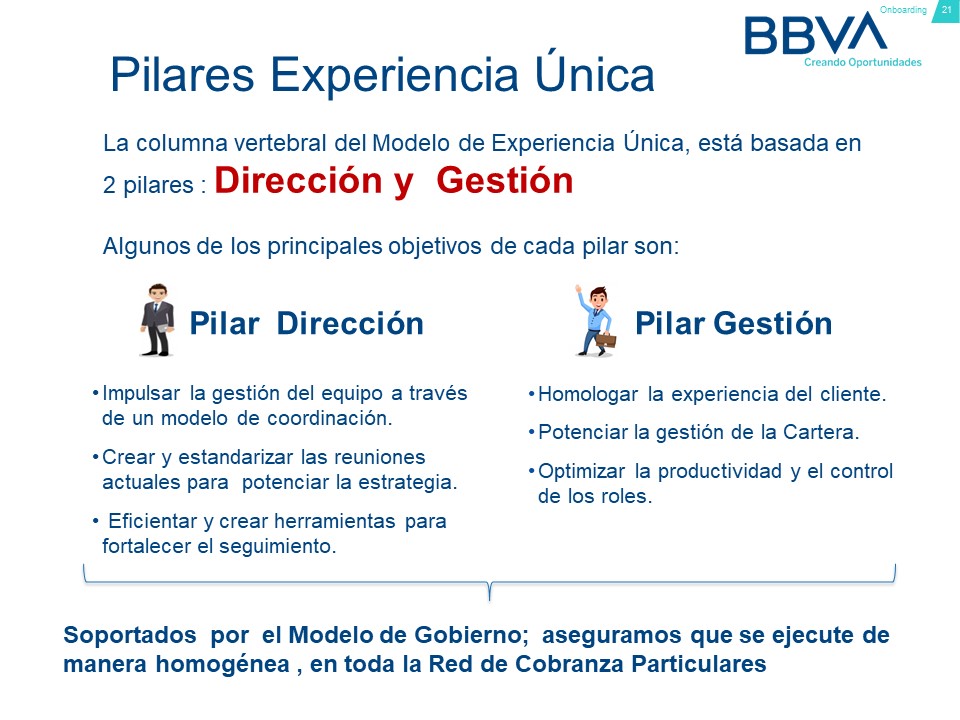 Onboarding 21
BBVA
Creando Oportunidades
Pilares Experiencia Única
La columna vertebral del Modelo de Experiencia Única, está basada en
2 pilares : Dirección y Gestión
Algunos de los principales objetivos de cada pilar son:
Pilar Dirección
• Impulsar la gestión del equipo a través
de un modelo de coordinación.
• Crear y estandarizar las reuniones
actuales para potenciar la estrategia.
• Eficientar y crear herramientas para
fortalecer el seguimiento.
Pilar Gestión
• Homologar la experiencia del cliente.
• Potenciar la gestión de la Cartera.
• Optimizar la productividad y el control
de los roles.
Soportados por el Modelo de Gobierno; aseguramos que se ejecute de
manera homogénea , en toda la Red de Cobranza Particulares